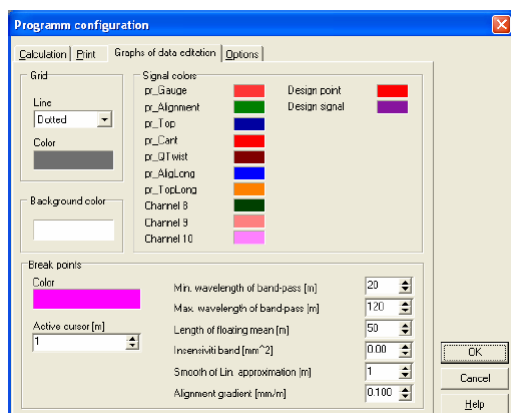 Programm configuration
Calculation Print Graphs of data editation Options
Grid
Line
Dotted
Color
Background color
Signal colors
pr_Gauge
pr_Alignment
pr_Top
pr_Cant
pr_QTwist
pr_AligLong
pr_TopLong
Channel 8
Channel 9
Channel 10
Design point
Design signal
Break points
Color
Active cursor [m]
1
Min. wavelength of band-pass [m] 20
Max. wavelength of band-pass [m] 120
Length of floating mean [m] 50
Insensiviti band [mm^2] 0.00
Smooth of Lin. approximation [m] 1
Alignment gradient [mm/m] 0.100
OK
Cancel
Help